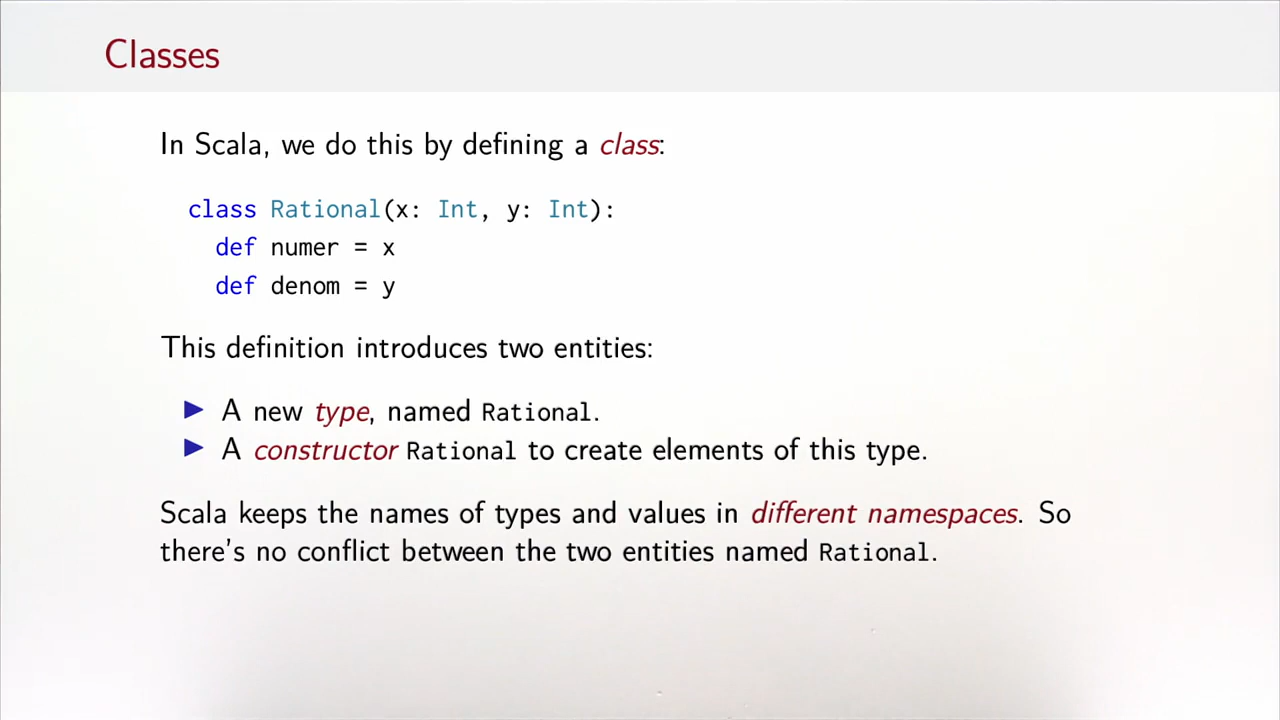 Classes
In Scala, we do this by defining a class:
class Rational(x: Int, y: Int):
def numer = x
def denom = y
This definition introduces two entities:
▶ A new type, named Rational.
▶ A constructor Rational to create elements of this type.
Scala keeps the names of types and values in different namespaces. So
there's no conflict between the two entities named Rational.